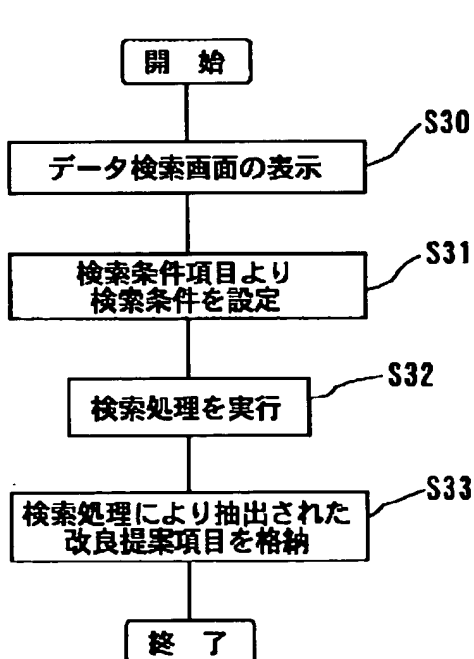 開 始
S30
データ検索画面の表示
S31
検索条件項目より
検索条件を設定
S32
検索処理を実行
S33
検索処理により抽出された
改良提案項目を格納
終 了